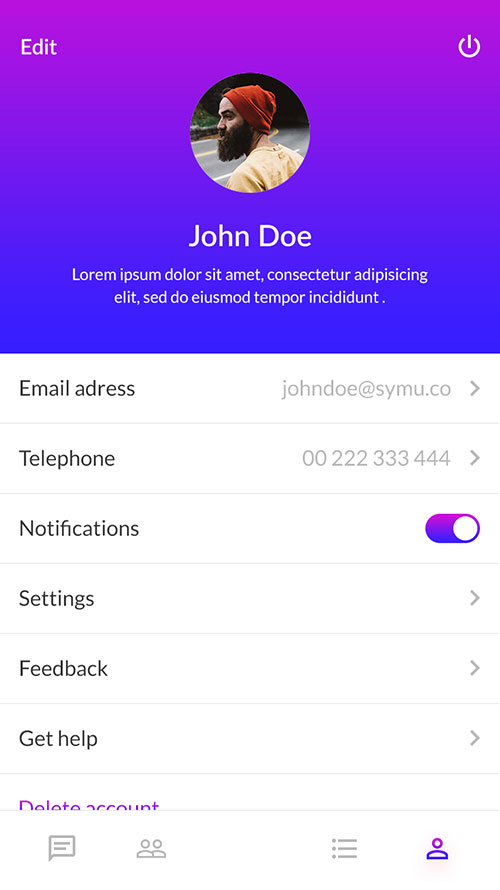 Edit
John Doe
Lorem ipsum dolor sit amet, consectetur adipisicing
elit, sed do eiusmod tempor incididunt .
Email adress johndoe@symu.co
Telephone 00 222 333 444
Notifications
Settings
Feedback
Get help
Delete account